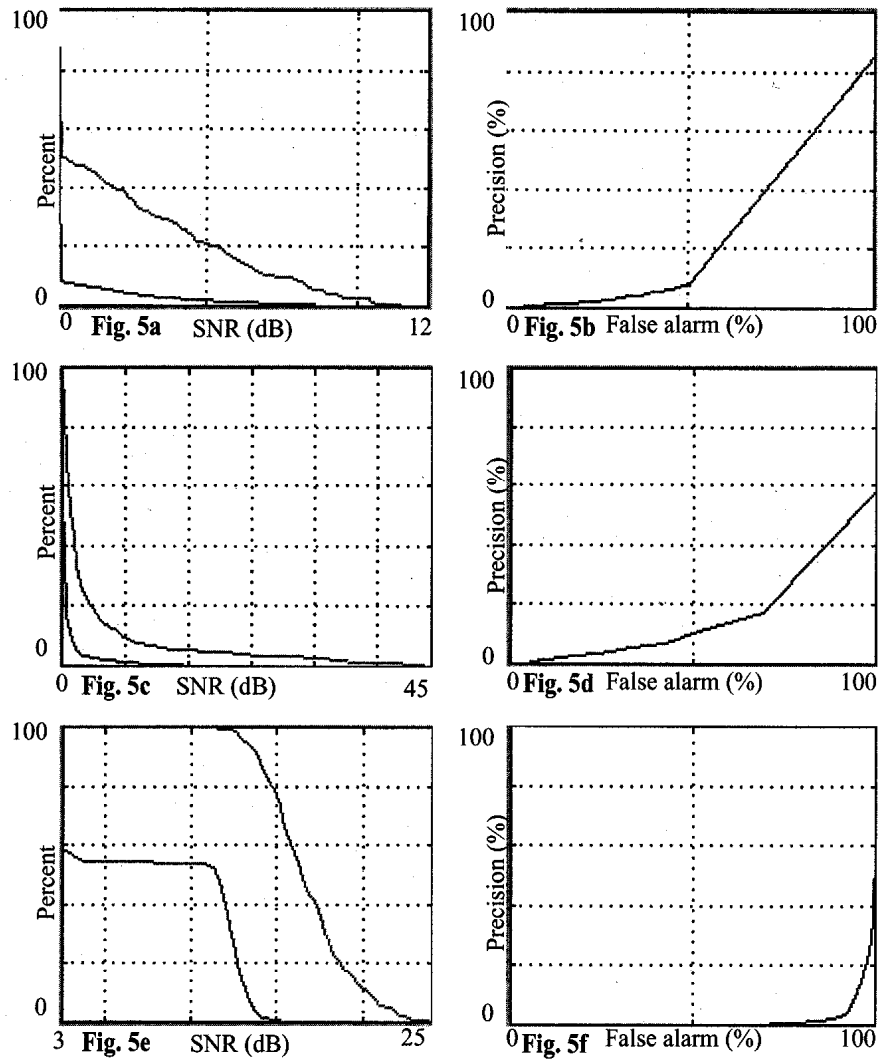 100
Percent
0
0 Fig. 5a SNR (dB) 12
100
Precision (%)
0 Fig. 5b False alarm (%) 100
0
100
Percent
0
0 Fig. 5c SNR (dB) 45
100
Precision (%)
0
0 Fig. 5d False alarm (%) 100
100
Percent
0
3 Fig. 5e SNR (dB) 25
100
Precision (%)
0
0 Fig. 5f False alarm (%) 100